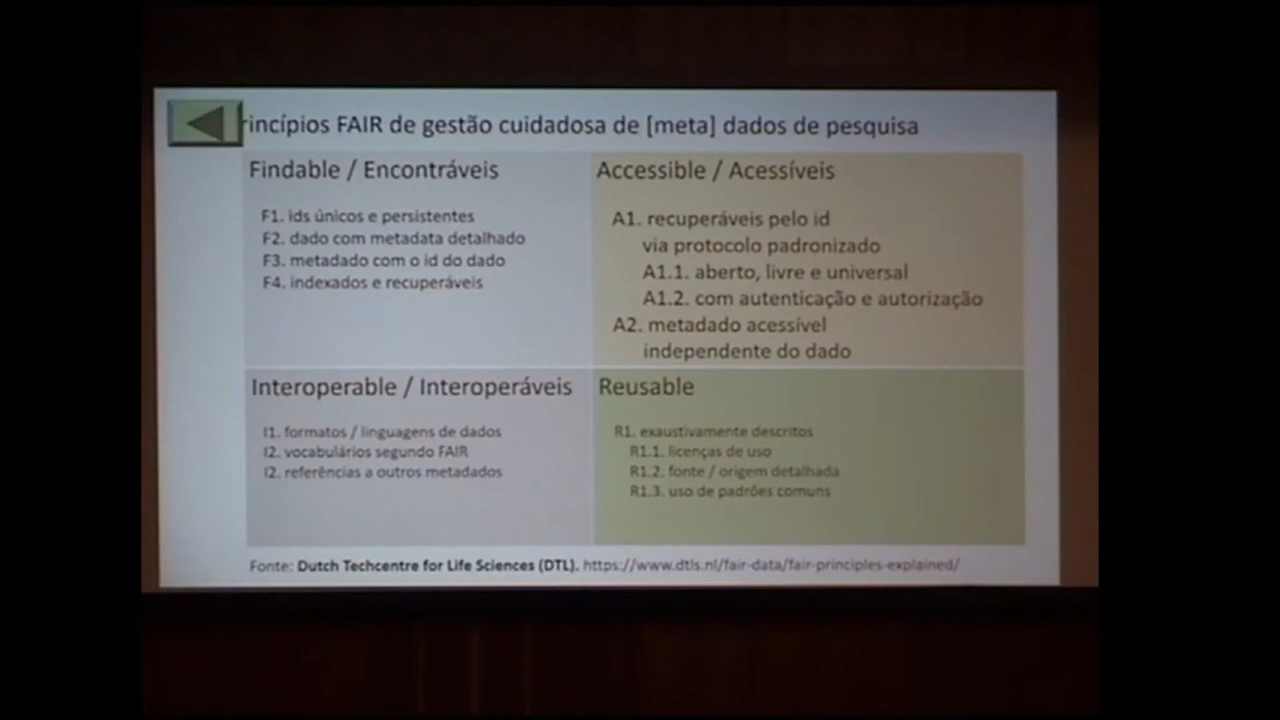 rincípios FAIR de gestão cuidadosa de [meta] dados de pesquisa
Findable / Encontráveis
F1. ids únicos e persistentes
F2. dado com metadata detalhado
F3. metadado com o id do dado
F4. indexados e recuperáveis
Accessible / Acessíveis
A1. recuperáveis pelo id
via protocolo padronizado
A1.1. aberto, livre e universal
A1.2. com autenticação e autorização
A2. metadado acessível
independente do dado
Interoperable / Interoperáveis
I1. formatos / linguagens de dados
I2. vocabulários segundo FAIR
I2. referências a outros metadados
Reusable
R1. exaustivamente descritos
R1.1. licenças de uso
R1.2. fonte / origem detalhada
R1.3. uso de padrões comuns
Fonte: Dutch Techcentre for Life Sciences (DTL), https://www.dtls.nl/fair-data/fair-principles-explained/